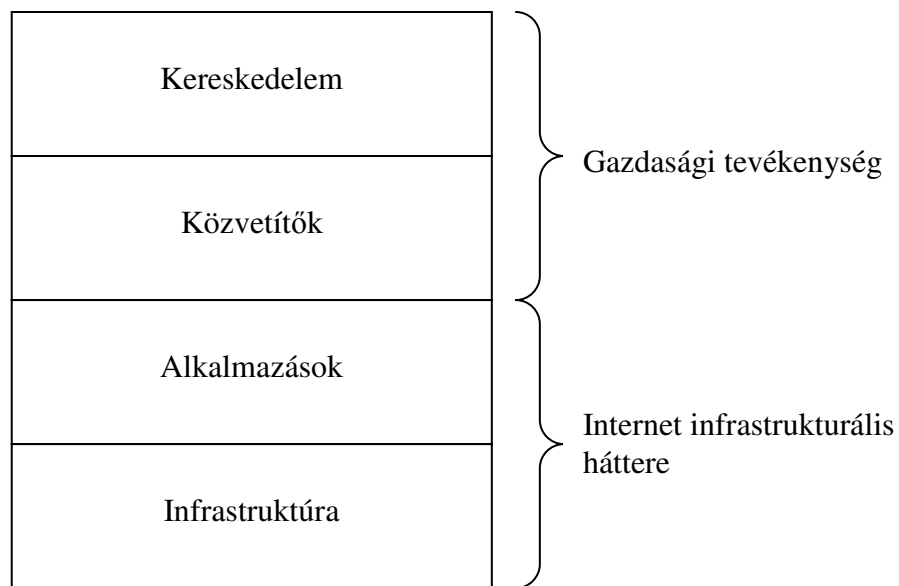 Kereskedelem
Gazdasági tevékenység
Közvetítők
Alkalmazások
Internet infrastrukturális
háttere
Infrastruktúra